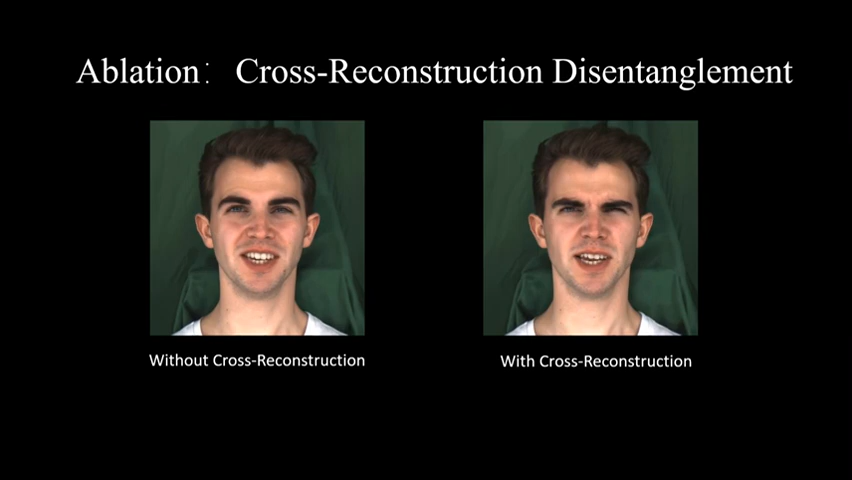 Ablation： Cross-Reconstruction Disentanglement
Without Cross-Reconstruction
With Cross-Reconstruction